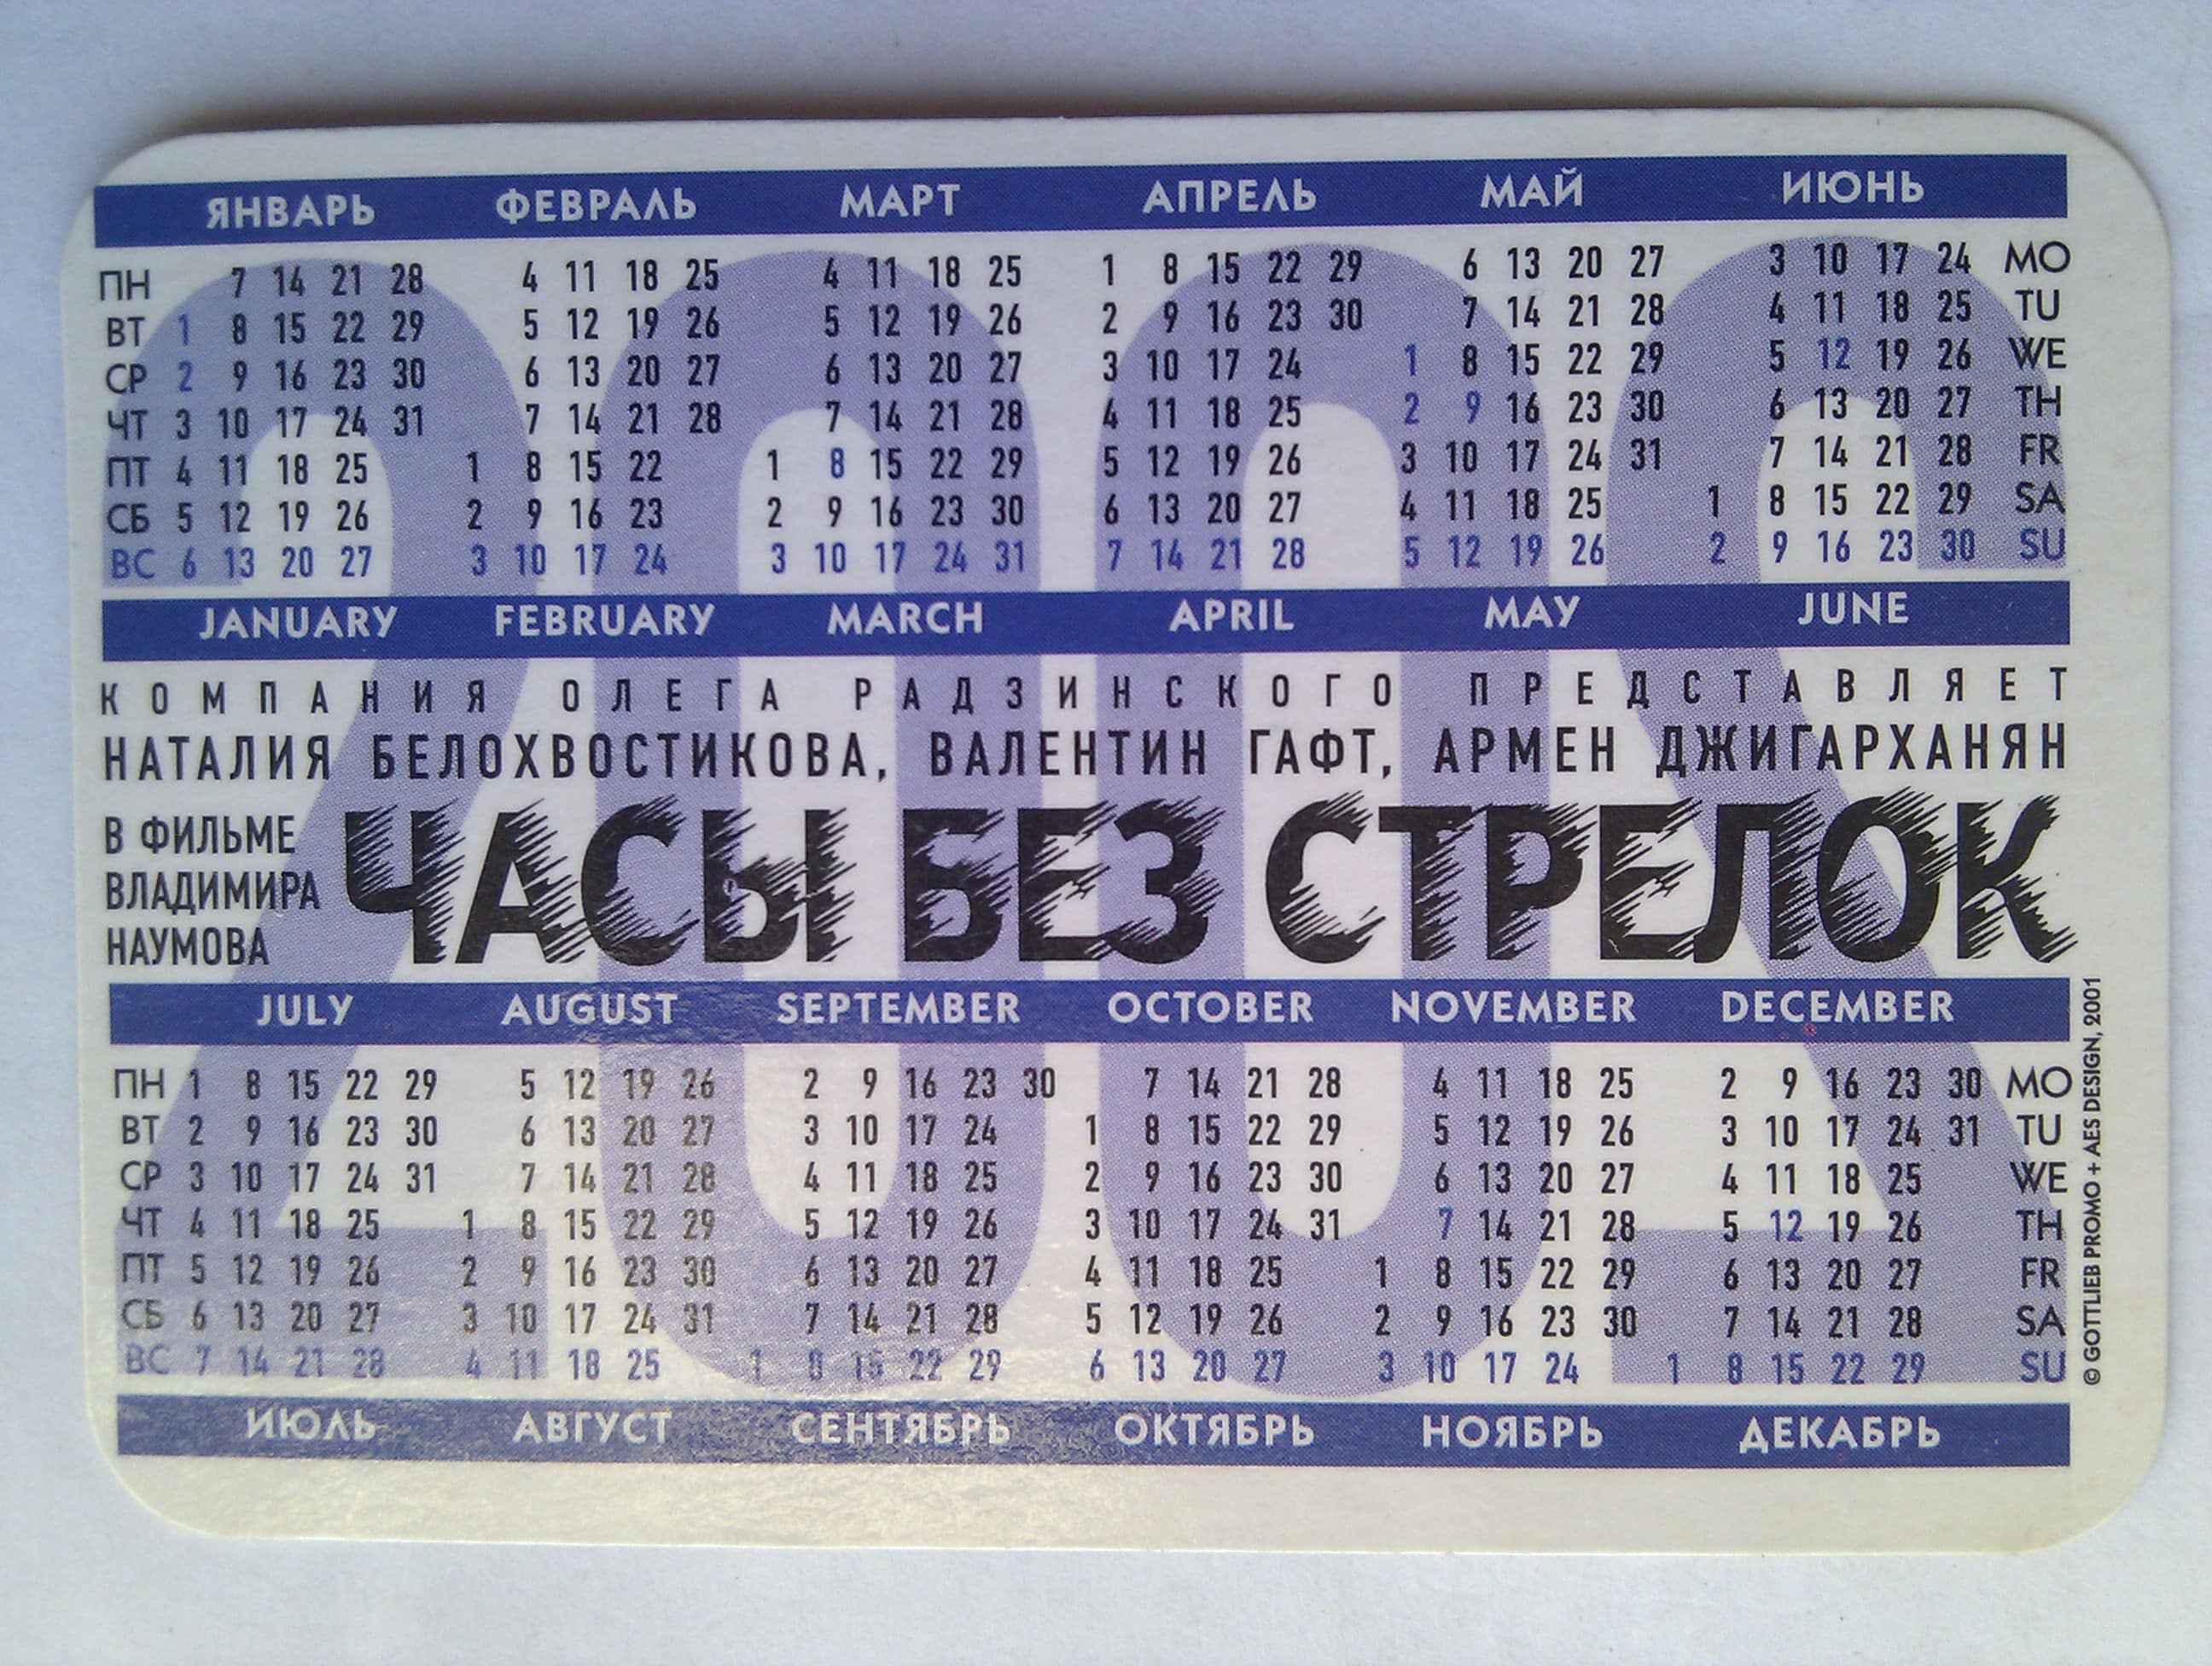 2002
ЯНВАРЬ ФЕВРАЛЬ МАРТ АПРЕЛЬ МАЙ ИЮНЬ
ПН 7 14 21 28 4 11 18 25 4 11 18 25 1 8 15 22 29 6 13 20 27 3 10 17 24 MO
ВТ 1 8 15 22 29 5 12 19 26 5 12 19 26 2 9 16 23 30 7 14 21 28 4 11 18 25 TU
СР 2 9 16 23 30 6 13 20 27 6 13 20 27 3 10 17 24 1 8 15 22 29 5 12 19 26 WE
ЧТ 3 10 17 24 31 7 14 21 28 7 14 21 28 4 11 18 25 2 9 16 23 30 6 13 20 27 TH
ПТ 4 11 18 25 1 8 15 22 1 8 15 22 29 5 12 19 26 3 10 17 24 31 7 14 21 28 FR
СБ 5 12 19 26 2 9 16 23 2 9 16 23 30 6 13 20 27 4 11 18 25 1 8 15 22 29 SA
ВС 6 13 20 27 3 10 17 24 3 10 17 24 31 7 14 21 28 5 12 19 26 2 9 16 23 30 SU
JANUARY FEBRUARY MARCH APRIL MAY JUNE
КОМПАНИЯ ОЛЕГА РАДЗИНСКОГО ПРЕДСТАВЛЯЕТ
НАТАЛИЯ БЕЛОХВОСТИКОВА, ВАЛЕНТИН ГАФТ, АРМЕН ДЖИГАРХАНЯН
В ФИЛЬМЕ
ВЛАДИМИРА
НАУМОВА
ЧАСЫ БЕЗ СТРЕЛОК
JULY AUGUST SEPTEMBER OCTOBER NOVEMBER DECEMBER
ПН 1 8 15 22 29 5 12 19 26 2 9 16 23 30 7 14 21 28 4 11 18 25 2 9 16 23 30 MO
ВТ 2 9 16 23 30 6 13 20 27 3 10 17 24 1 8 15 22 29 5 12 19 26 3 10 17 24 31 TU
СР 3 10 17 24 31 7 14 21 28 4 11 18 25 2 9 16 23 30 6 13 20 27 4 11 18 25 WE
ЧТ 4 11 18 25 1 8 15 22 29 5 12 19 26 3 10 17 24 31 7 14 21 28 5 12 19 26 TH
ПТ 5 12 19 26 2 9 16 23 30 6 13 20 27 4 11 18 25 1 8 15 22 29 6 13 20 27 FR
СБ 6 13 20 27 3 10 17 24 31 7 14 21 28 5 12 19 26 2 9 16 23 30 7 14 21 28 SA
ВС 7 14 21 28 4 11 18 25 1 8 15 22 29 6 13 20 27 3 10 17 24 1 8 15 22 29 SU
ИЮЛЬ АВГУСТ СЕНТЯБРЬ ОКТЯБРЬ НОЯБРЬ ДЕКАБРЬ
© GOTTLIEB PROMO + AES DESIGN, 2001